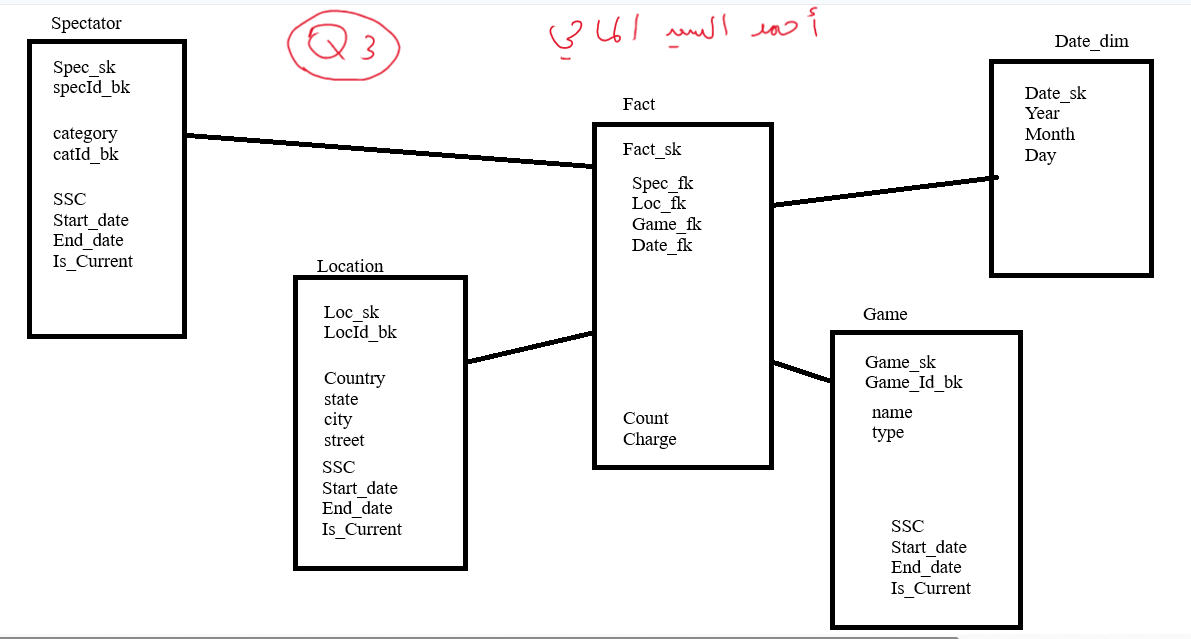 Spectator
Spec_sk
specId_bk
category
catId_bk
SSC
Start_date
End_date
Is_Current
Q3
أحمد السيد
Location
Loc_sk
LocId_bk
Country
state
city
street
SSC
Start_date
End_date
Is_Current
Fact
Fact_sk
Spec_fk
Loc_fk
Game_fk
Date_fk
Count
Charge
Date_dim
Date_sk
Year
Month
Day
Game
Game_sk
Game_Id_bk
name
type
SSC
Start_date
End_date
Is_Current